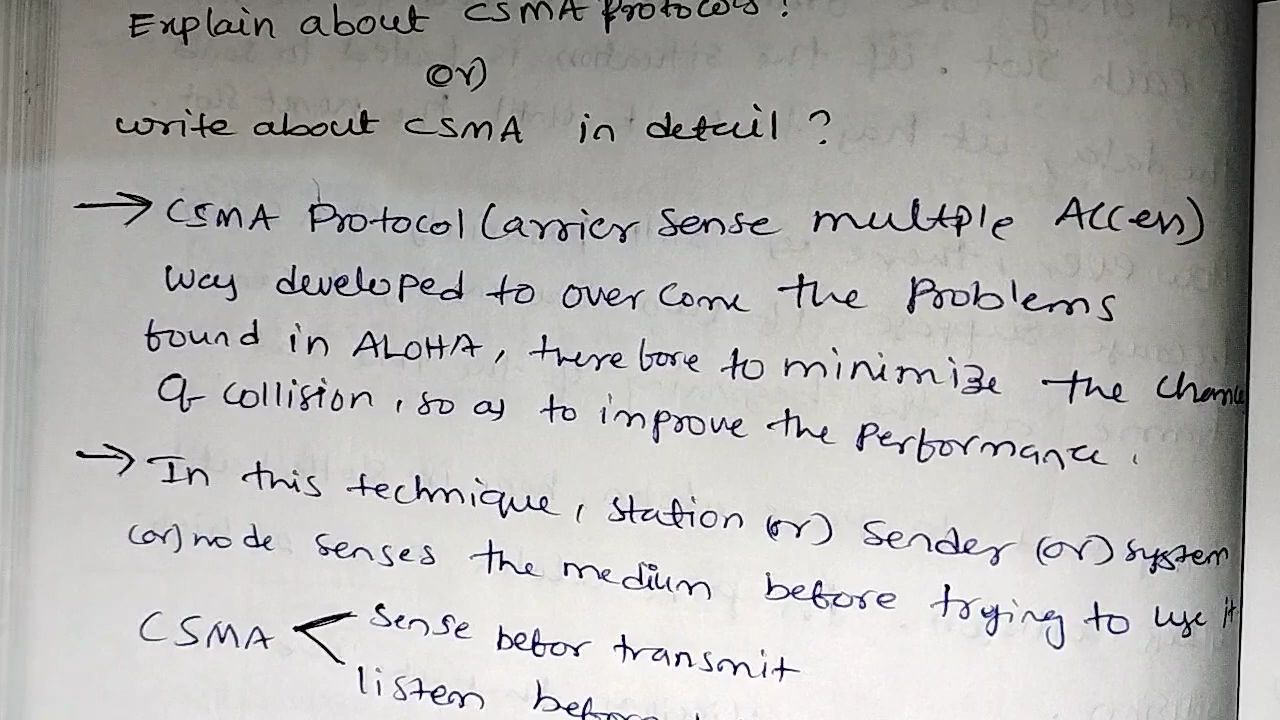 Explain about CSMA Protocols?
(or)
write about CSMA in detail ?
→ CSMA Protocol (Carrier Sense multiple Access)
was developed to over come the Problems
found in ALOHA, therefore to minimize the chance
of collision, so as to improve the performance.
→ In this technique, station (or) Sender (or) system
(or) node senses the medium before trying to use it
CSMA < Sense befor transmit
listen before